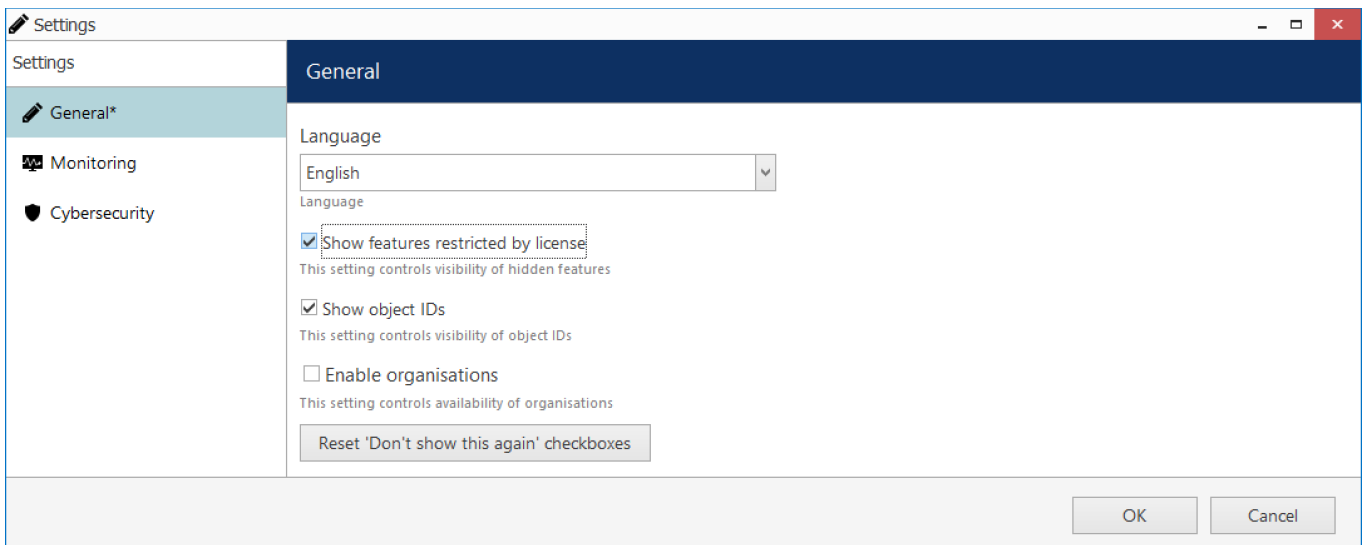 Settings
Settings
General*
Monitoring
Cybersecurity
General
Language
English
Language
Show features restricted by license
This setting controls visibility of hidden features
Show object IDs
This setting controls visibility of object IDs
Enable organisations
This setting controls availability of organisations
Reset 'Don't show this again' checkboxes
OK
Cancel